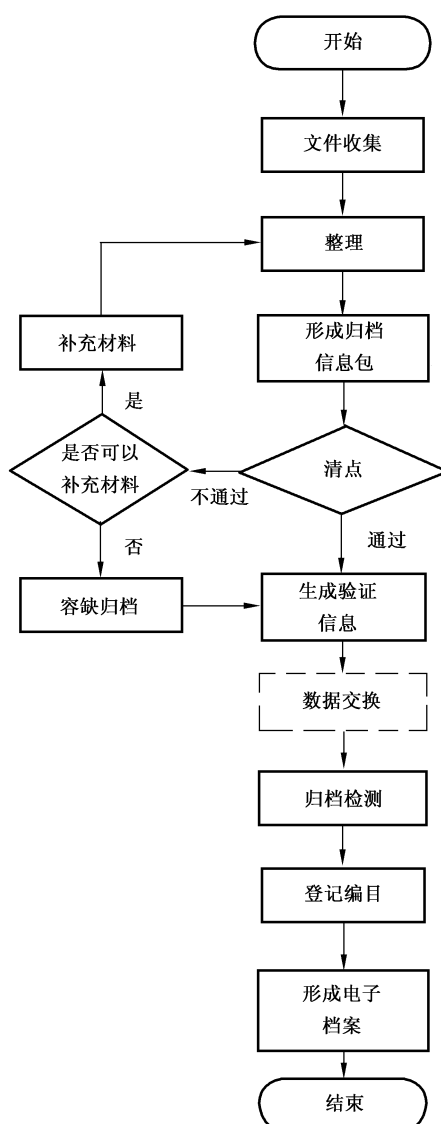 开始
文件收集
整理
补充材料
形成归档
信息包
是
是否可以
补充材料
清点
不通过
否
通过
容缺归档
生成验证
信息
数据交换
归档检测
登记编目
形成电子
档案
结束